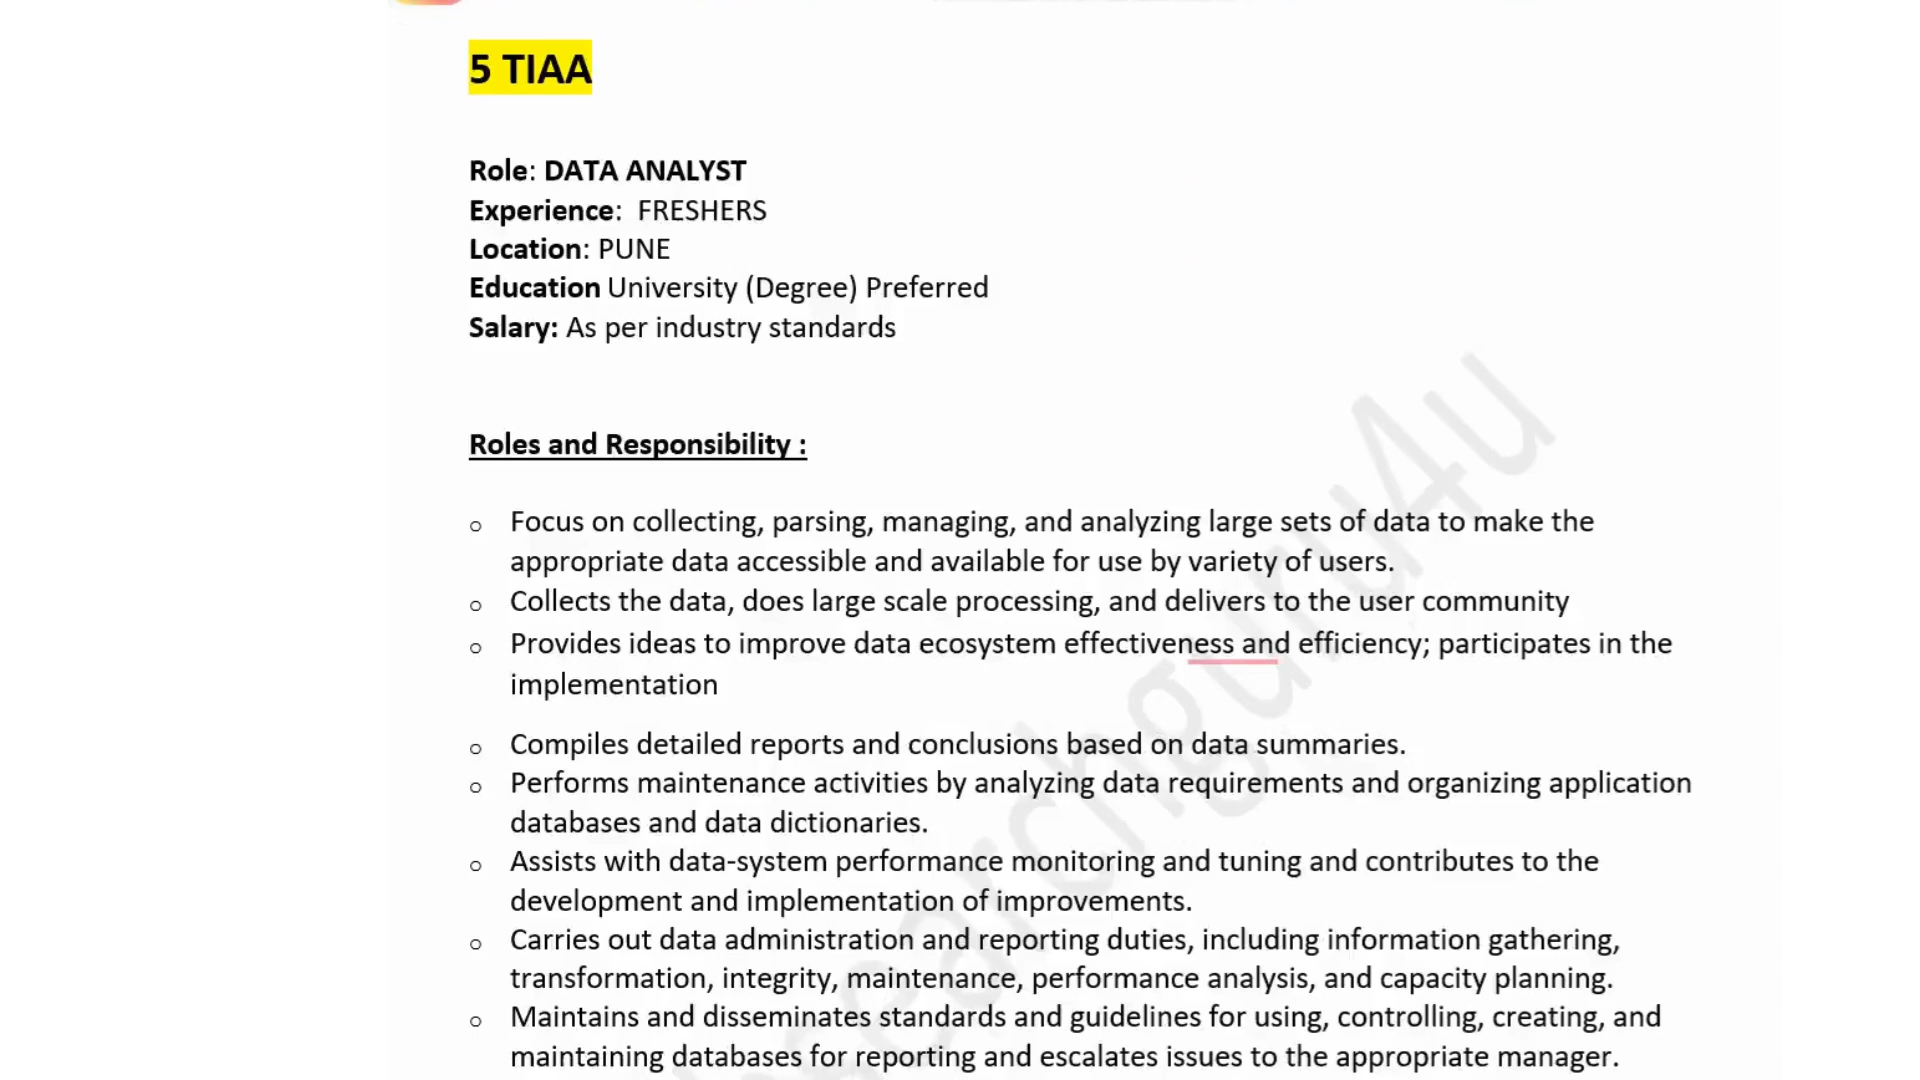 5 TIAA
Role: DATA ANALYST
Experience:  FRESHERS
Location: PUNE
Education University (Degree) Preferred
Salary: As per industry standards
Roles and Responsibility :
o Focus on collecting, parsing, managing, and analyzing large sets of data to make the
appropriate data accessible and available for use by variety of users.
o Collects the data, does large scale processing, and delivers to the user community
o Provides ideas to improve data ecosystem effectiveness and efficiency; participates in the
implementation
o Compiles detailed reports and conclusions based on data summaries.
o Performs maintenance activities by analyzing data requirements and organizing application
databases and data dictionaries.
o Assists with data-system performance monitoring and tuning and contributes to the
development and implementation of improvements.
o Carries out data administration and reporting duties, including information gathering,
transformation, integrity, maintenance, performance analysis, and capacity planning.
o Maintains and disseminates standards and guidelines for using, controlling, creating, and
maintaining databases for reporting and escalates issues to the appropriate manager.